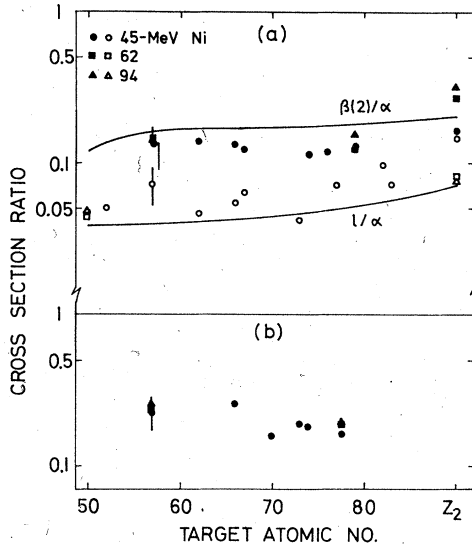 1
(a)
● ○ 45-MeV Ni
■ □ 62
▲ △ 94
0.5
β(2)/α
0.1
0.05
l/α
CROSS SECTION RATIO
1
(b)
0.5
0.1
50 60 70 80 Z₂
TARGET ATOMIC NO.